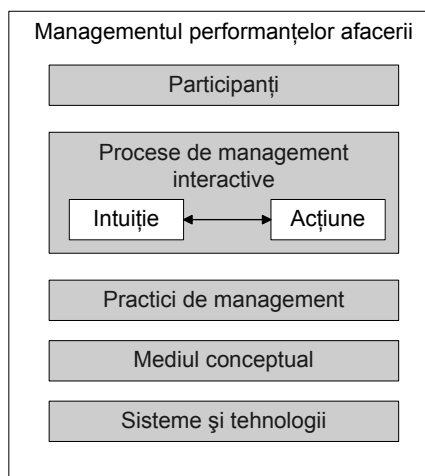 Managementul performanțelor afacerii
Participanți
Procese de management
interactive
Intuiție
Acțiune
Practici de management
Mediul conceptual
Sisteme şi tehnologii